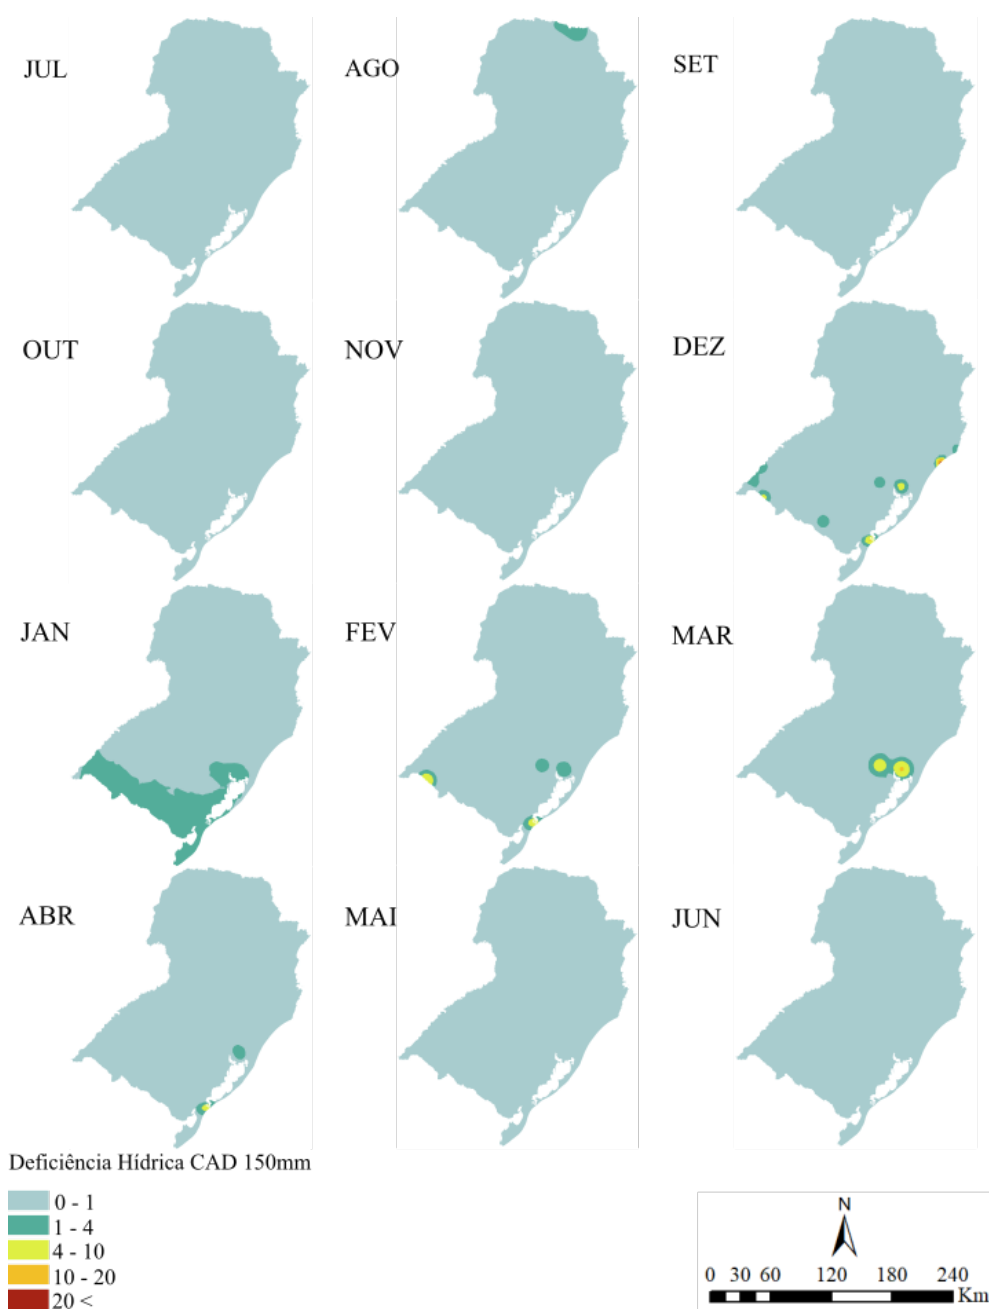 JUL
AGO
SET
OUT
NOV
DEZ
JAN
FEV
MAR
ABR
MAI
JUN
Deficiência Hídrica CAD 150mm
0 - 1
1 - 4
4 - 10
10 - 20
20 <
N
0 30 60 120 180 240
Km